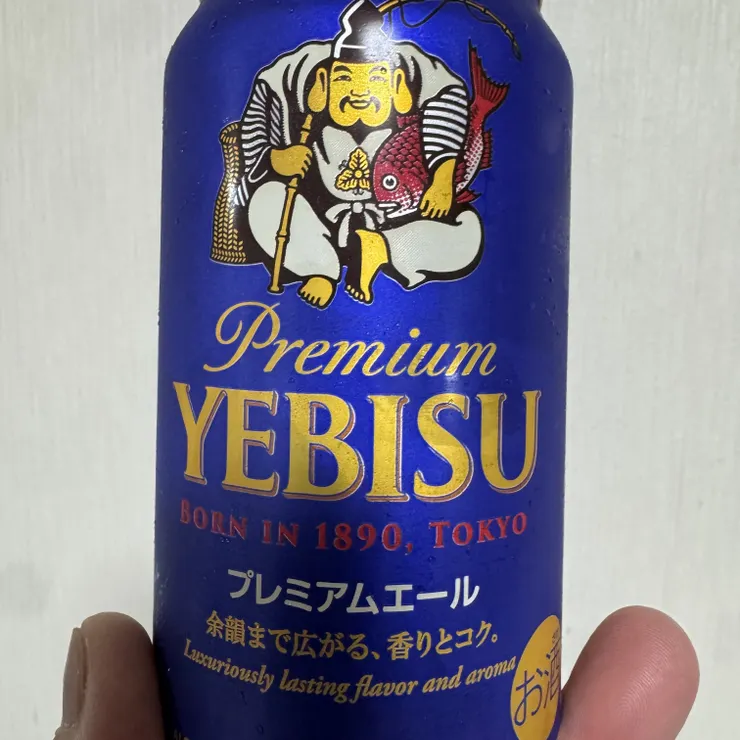 Premium
YEBISU
BORN IN 1890, TOKYO
プレミアムエール
余韻まで広がる、香りとコク。
Luxuriously lasting flavor and aroma
お酒